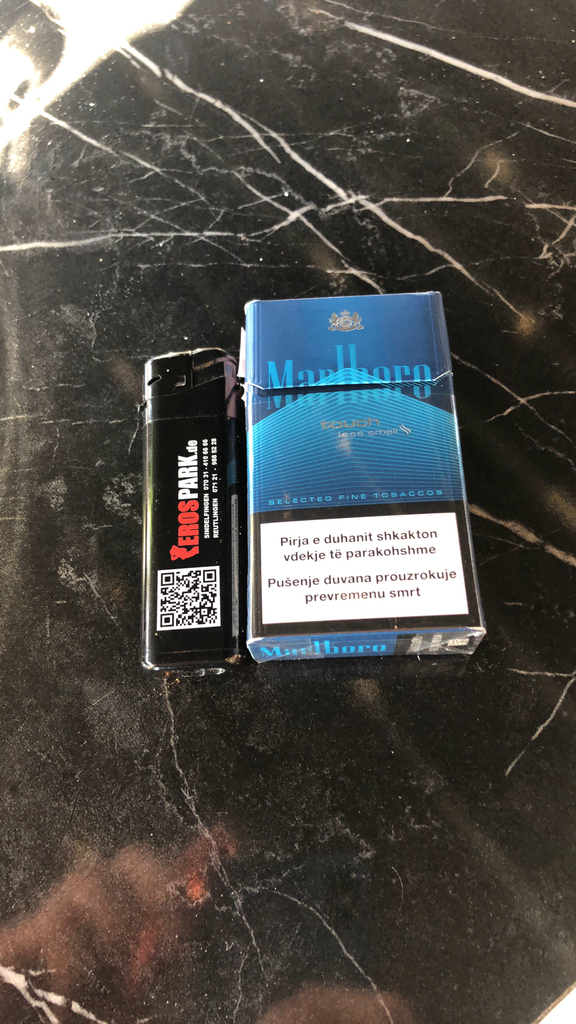 EROSPARK.de
SINDELFINGEN 070 31 - 410 66 66
REUTLINGEN 071 21 - 988 52 28
Marlboro
touch
less smell
SELECTED FINE TOBACCOS
Pirja e duhanit shkakton
vdekje të parakohshme
Pušenje duvana prouzrokuje
prevremenu smrt
Marlboro